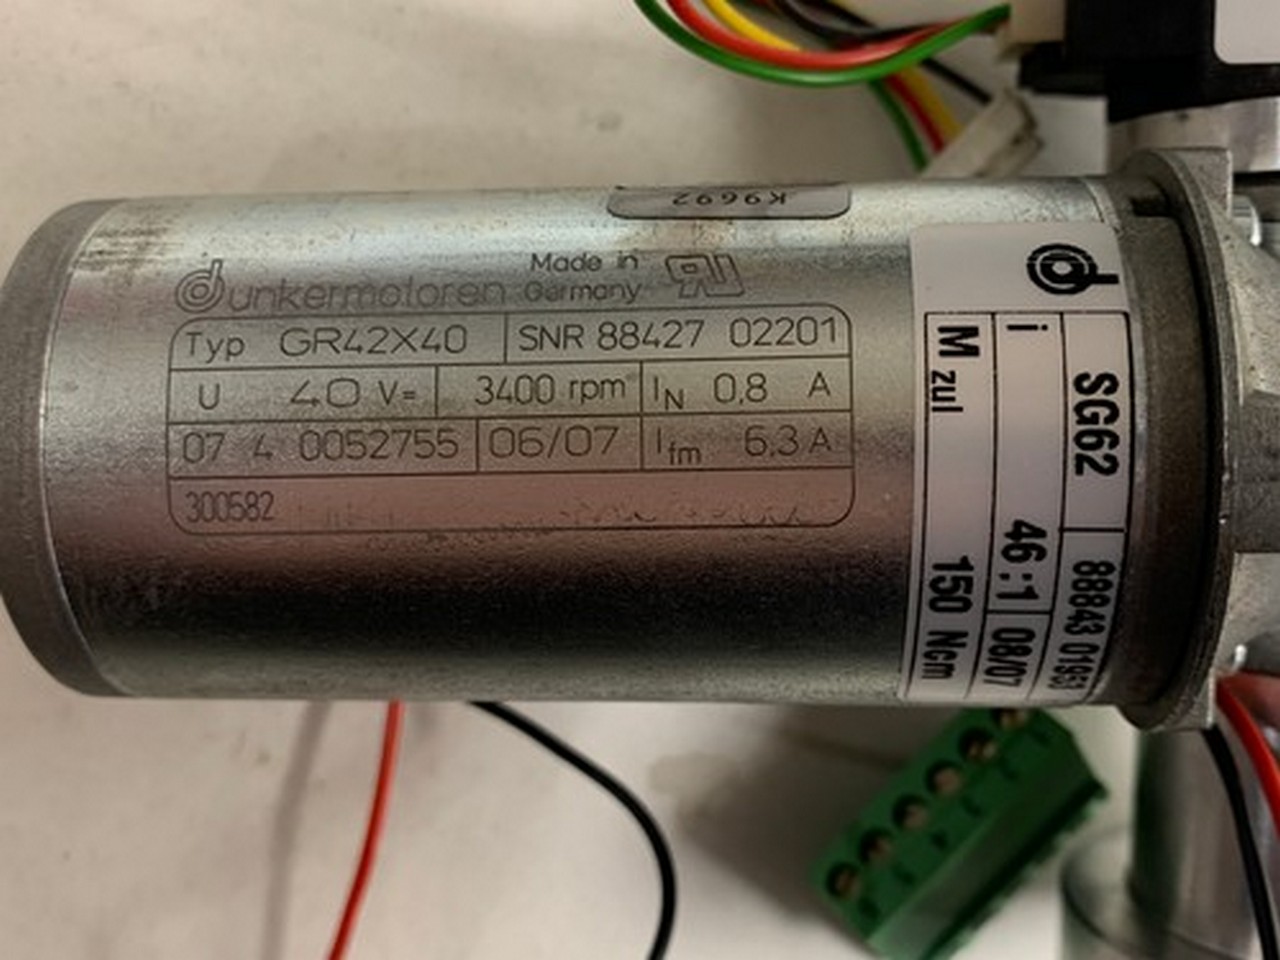 K9692
dunkermotoren Made in Germany
Typ GR42X40 SNR 88427 02201
U 40 V= 3400 rpm IN 0,8 A
07 4 0052755 06/07 Ifm 6,3 A
300582
d
SG62 88843
i 46:1 08/07
M zul 150 Ncm